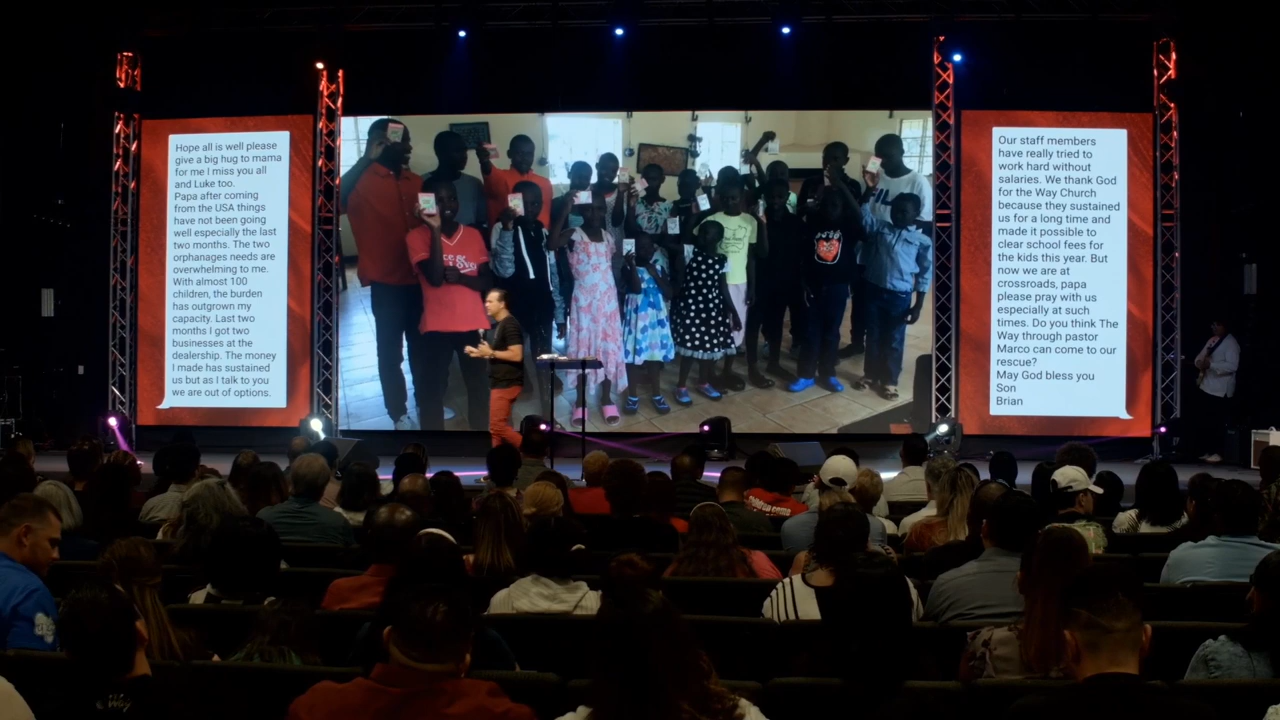 Hope all is well please
give a big hug to mama
for me I miss you all
and Luke too.
Papa after coming
from the USA things
have not been going
well especially the last
two months. The two
orphanages needs are
overwhelming to me.
With almost 100
children, the burden
has outgrown my
capacity. Last two
months I got two
businesses at the
dealership. The money
I made has sustained
us but as I talk to you
we are out of options.
Our staff members
have really tried to
work hard without
salaries. We thank God
for the Way Church
because they sustained
us for a long time and
made it possible to
clear school fees for
the kids this year. But
now we are at
crossroads, papa
please pray with us
especially at such
times. Do you think The
Way through pastor
Marco can come to our
rescue?
May God bless you
Son
Brian